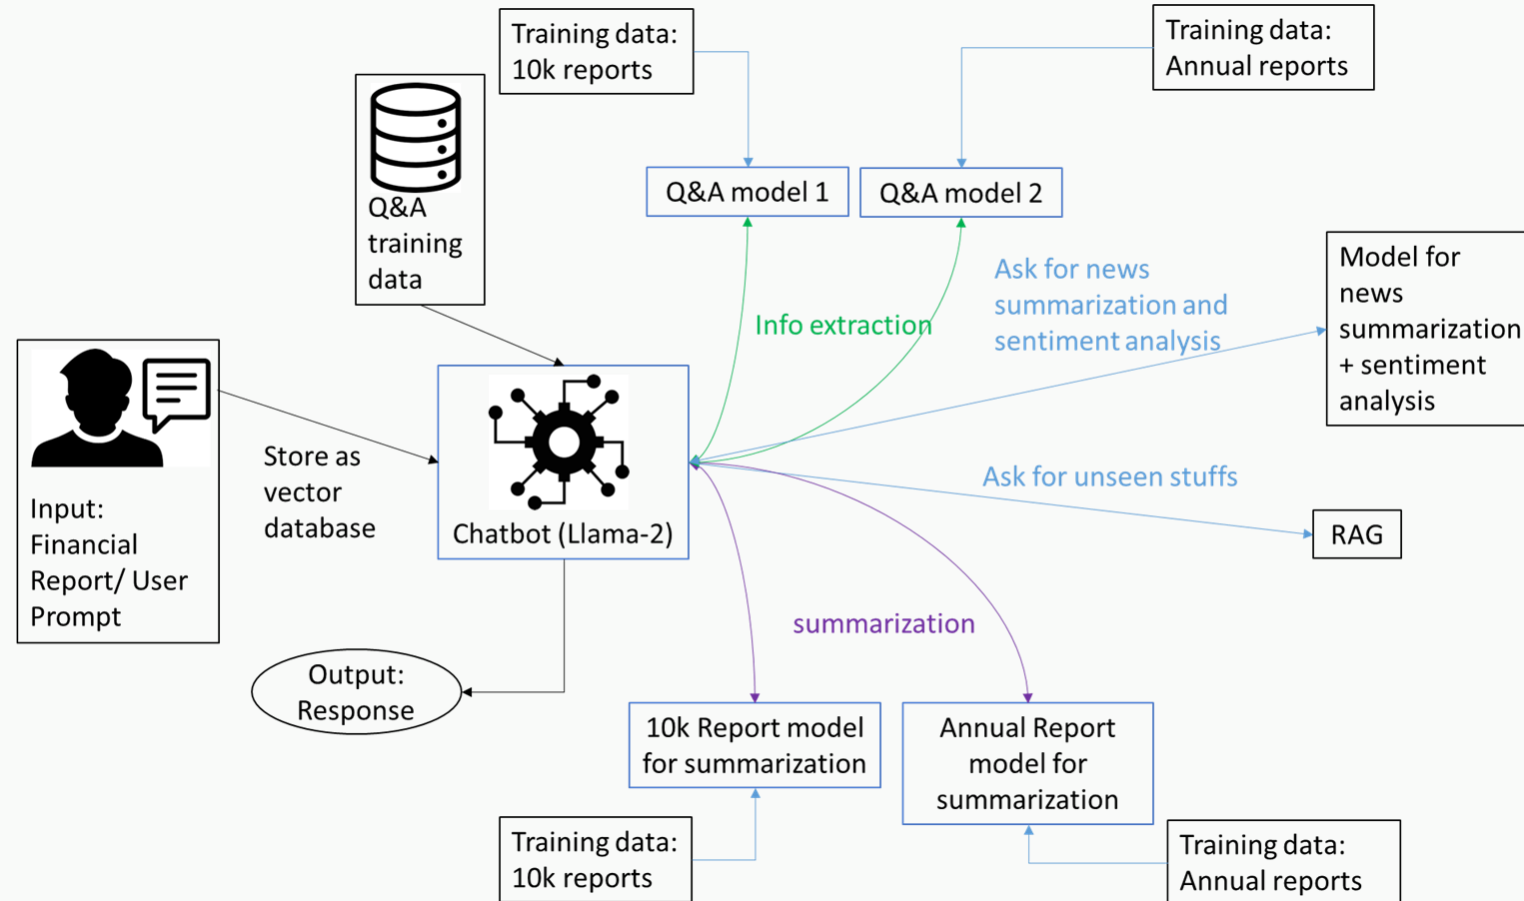 Training data:
10k reports
Training data:
Annual reports
Q&A
training
data
Q&A model 1
Q&A model 2
Ask for news
summarization and
sentiment analysis
Model for
news
summarization
+ sentiment
analysis
Info extraction
Input:
Financial
Report/ User
Prompt
Store as
vector
database
Chatbot (Llama-2)
Ask for unseen stuffs
RAG
summarization
Output:
Response
10k Report model
for summarization
Annual Report
model for
summarization
Training data:
10k reports
Training data:
Annual reports